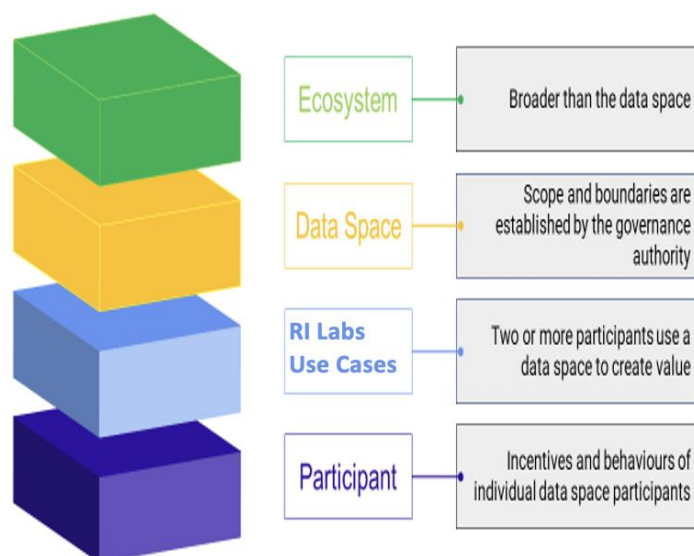 Ecosystem
Broader than the data space
Data Space
Scope and boundaries are
established by the governance
authority
RI Labs
Use Cases
Two or more participants use a
data space to create value
Participant
Incentives and behaviours of
individual data space participants